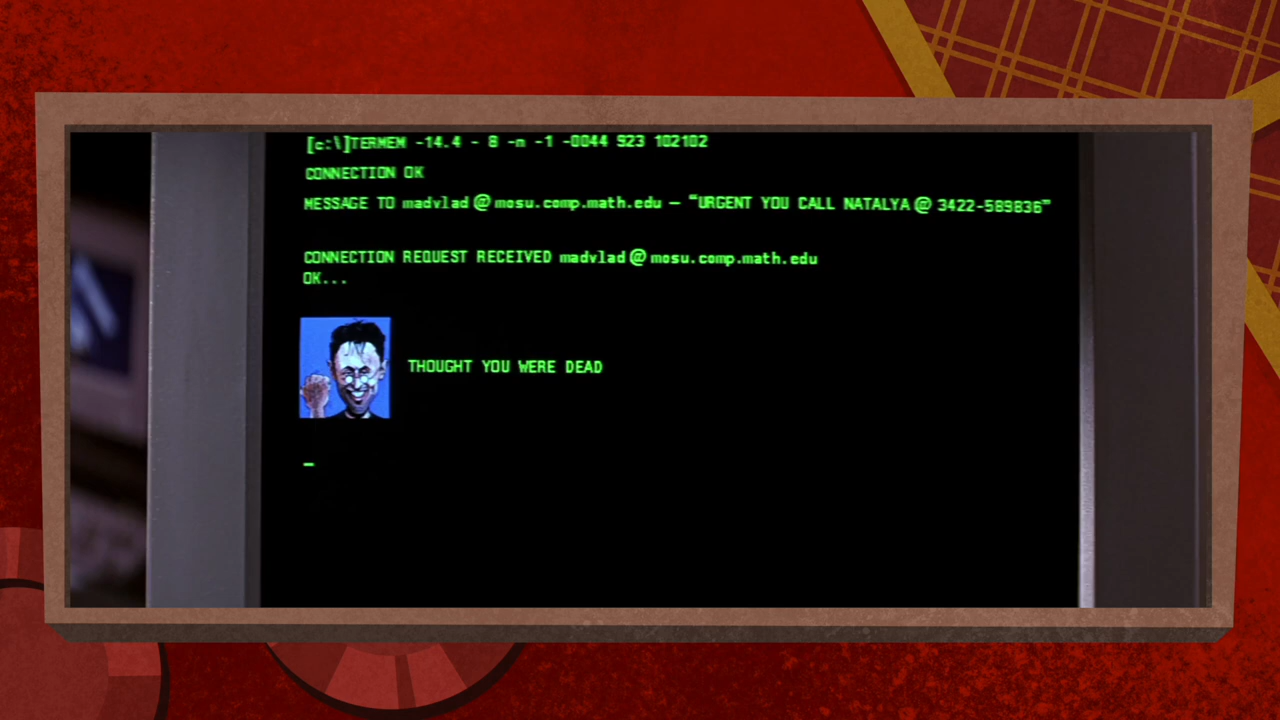 [c:\]TERMEM -14.4 - 8 -n -1 -0044 923 102102
CONNECTION OK
MESSAGE TO madvlad@mosu.comp.math.edu — "URGENT YOU CALL NATALYA@ 3422-589836"
CONNECTION REQUEST RECEIVED madvlad@mosu.comp.math.edu
OK...
THOUGHT YOU WERE DEAD